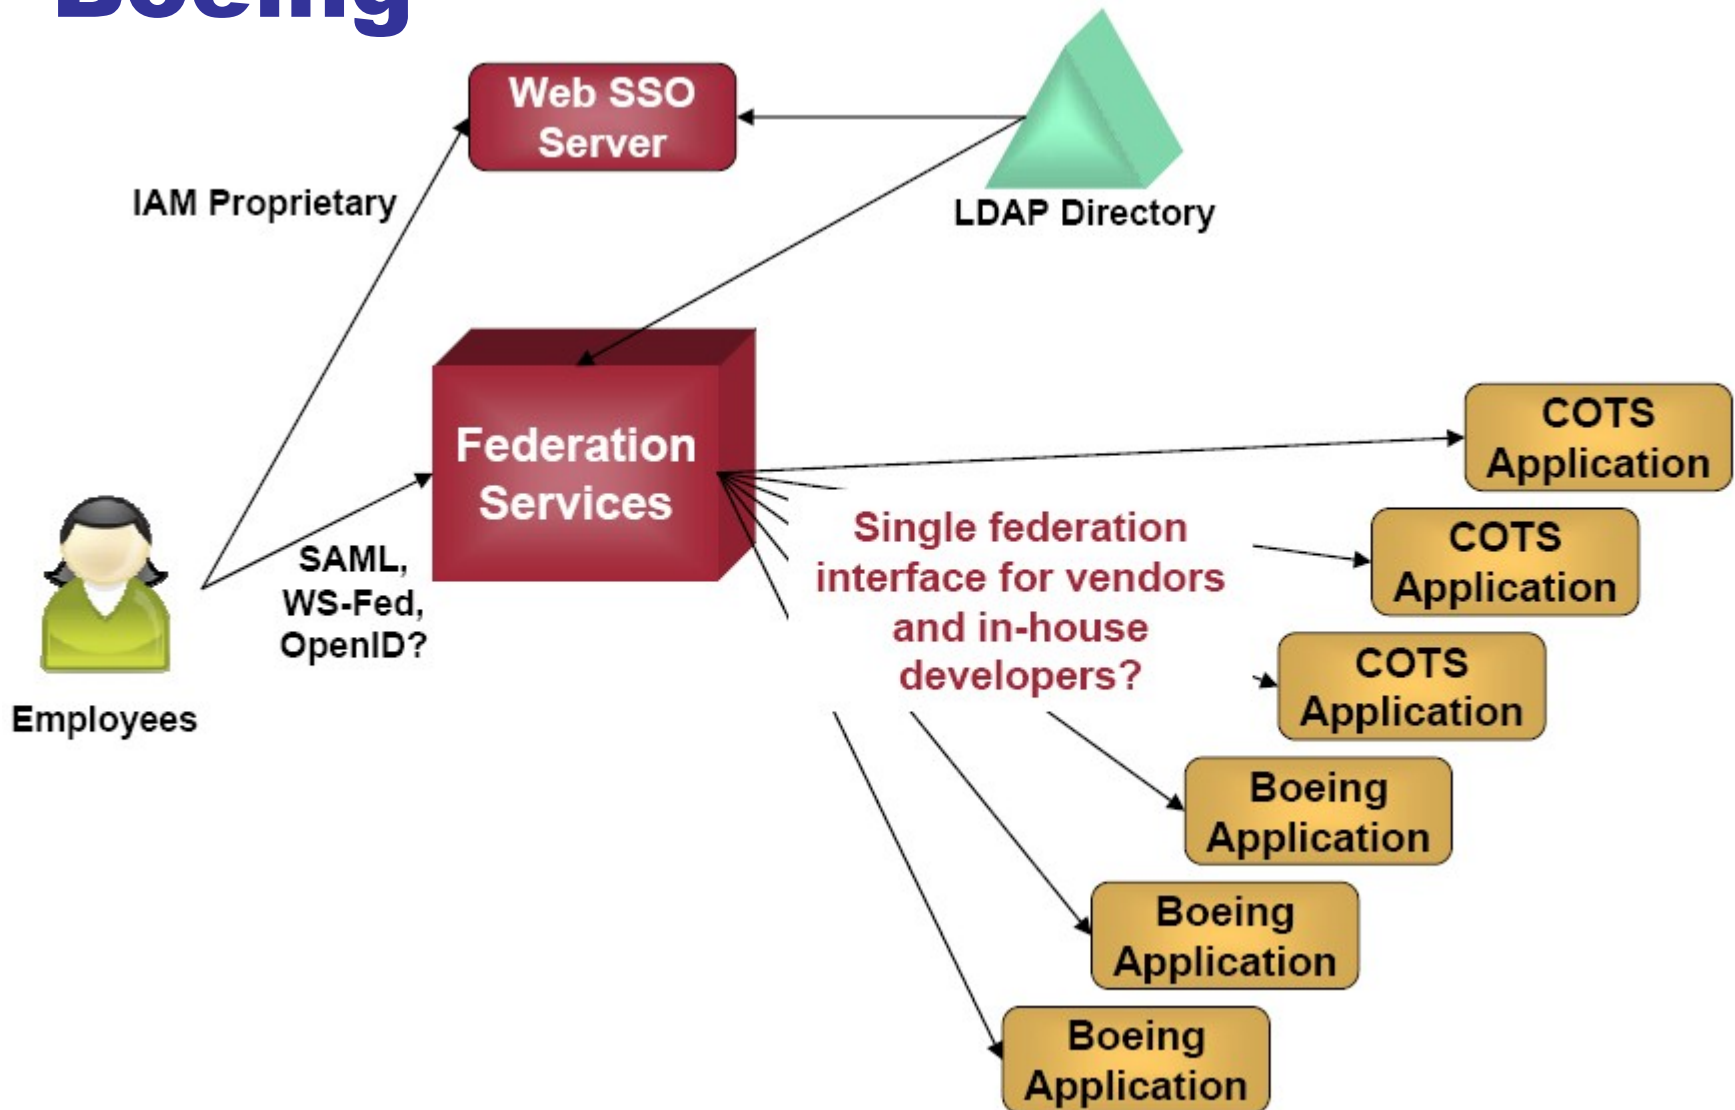 Boeing
Web SSO
Server
IAM Proprietary
LDAP Directory
Federation
Services
SAML,
WS-Fed,
OpenID?
Employees
Single federation
interface for vendors
and in-house
developers?
COTS
Application
COTS
Application
COTS
Application
Boeing
Application
Boeing
Application
Boeing
Application